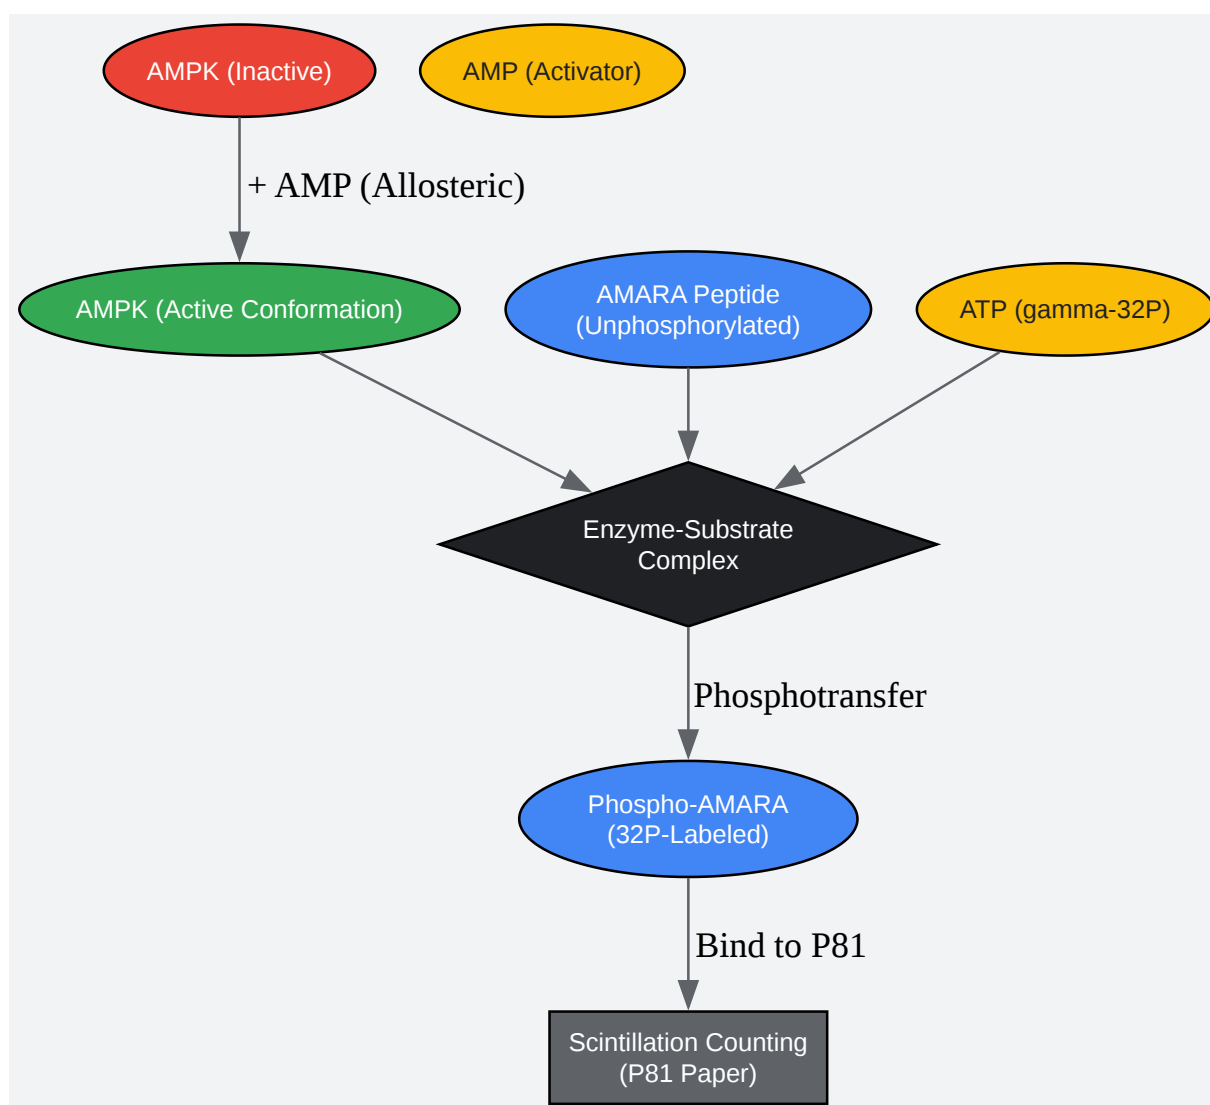 AMPK (Inactive)
AMP (Activator)
+ AMP (Allosteric)
AMPK (Active Conformation)
AMARA Peptide
(Unphosphorylated)
ATP (gamma-32P)
Enzyme-Substrate
Complex
Phosphotransfer
Phospho-AMARA
(32P-Labeled)
Bind to P81
Scintillation Counting
(P81 Paper)